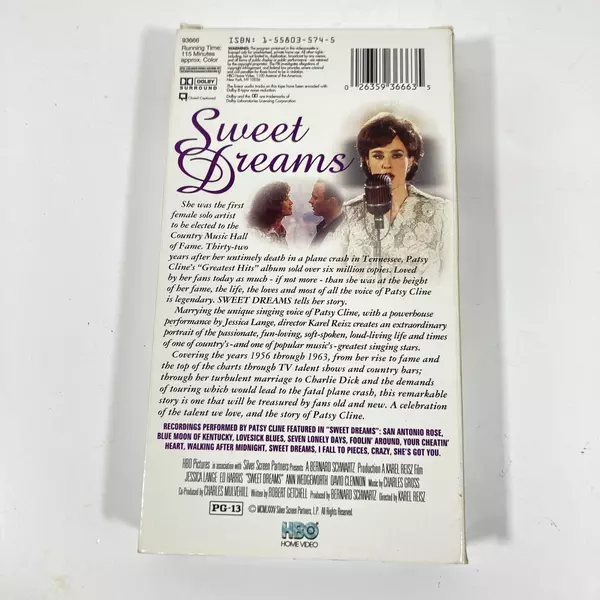 93666
Running Time:
115 Minutes
approx. Color
DOLBY
SURROUND
Closed Captioned
ISBN: 1-55803-574-5
0 26359 36663 5
Sweet
Dreams
She was the first
female solo artist
to be elected to the
Country Music Hall
of Fame. Thirty-two
years after her untimely death in a plane crash in Tennessee, Patsy
Cline's "Greatest Hits" album sold over six million copies. Loved
by her fans today as much - if not more - than she was at the height
of her fame, the life, the loves and most of all the voice of Patsy Cline
is legendary. SWEET DREAMS tells her story.
Marrying the unique singing voice of Patsy Cline, with a powerhouse
performance by Jessica Lange, director Karel Reisz creates an extraordinary
portrait of the passionate, fun-loving, soft-spoken, loud-living life and times
of one of country's-and one of popular music's-greatest singing stars.
Covering the years 1956 through 1963, from her rise to fame and
the top of the charts through TV talent shows and country bars;
through her turbulent marriage to Charlie Dick and the demands
of touring which would lead to the fatal plane crash, this remarkable
story is one that will be treasured by fans old and new. A celebration
of the talent we love, and the story of Patsy Cline.
RECORDINGS PERFORMED BY PATSY CLINE FEATURED IN "SWEET DREAMS": SAN ANTONIO ROSE,
BLUE MOON OF KENTUCKY, LOVESICK BLUES, SEVEN LONELY DAYS, FOOLIN' AROUND, YOUR CHEATIN'
HEART, WALKING AFTER MIDNIGHT, SWEET DREAMS, I FALL TO PIECES, CRAZY, SHE'S GOT YOU.
HBO Pictures in association with Silver Screen Partners Presents A BERNARD SCHWARTZ Production A KAREL REISZ Film
JESSICA LANGE ED HARRIS "SWEET DREAMS" ANN WEDGEWORTH DAVID CLENNON Music by CHARLES GROSS
Co-Produced by CHARLES MULVEHILL Written by ROBERT GETCHELL Produced by BERNARD SCHWARTZ Directed by KAREL REISZ
PG-13 © MCMLXXXV Silver Screen Partners, L.P. All Rights Reserved.
HBO
HOME VIDEO